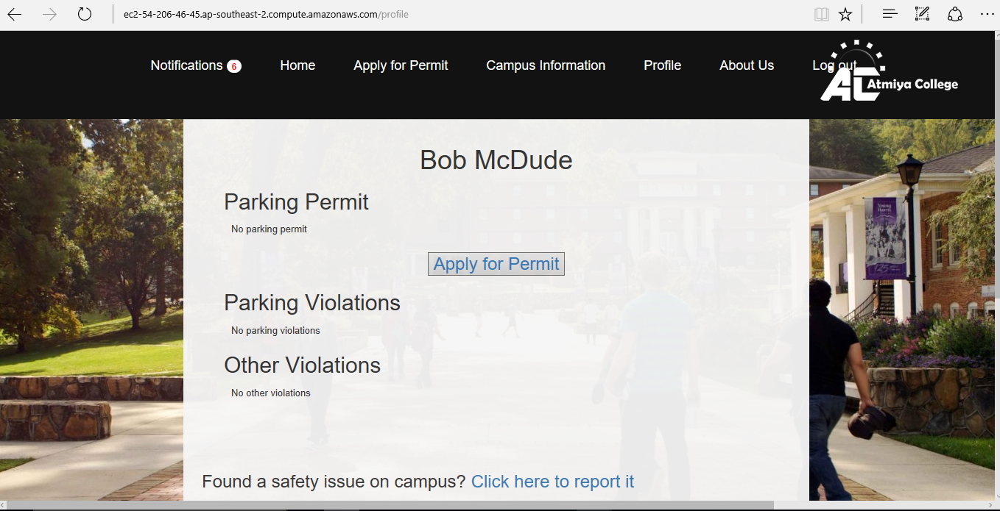 ec2-54-206-46-45.ap-southeast-2.compute.amazonaws.com/profile
Notifications 6 Home Apply for Permit Campus Information Profile About Us Log out
AC Atmiya College
Bob McDude
Parking Permit
No parking permit
Apply for Permit
Parking Violations
No parking violations
Other Violations
No other violations
Found a safety issue on campus? Click here to report it
Young
Harris
125